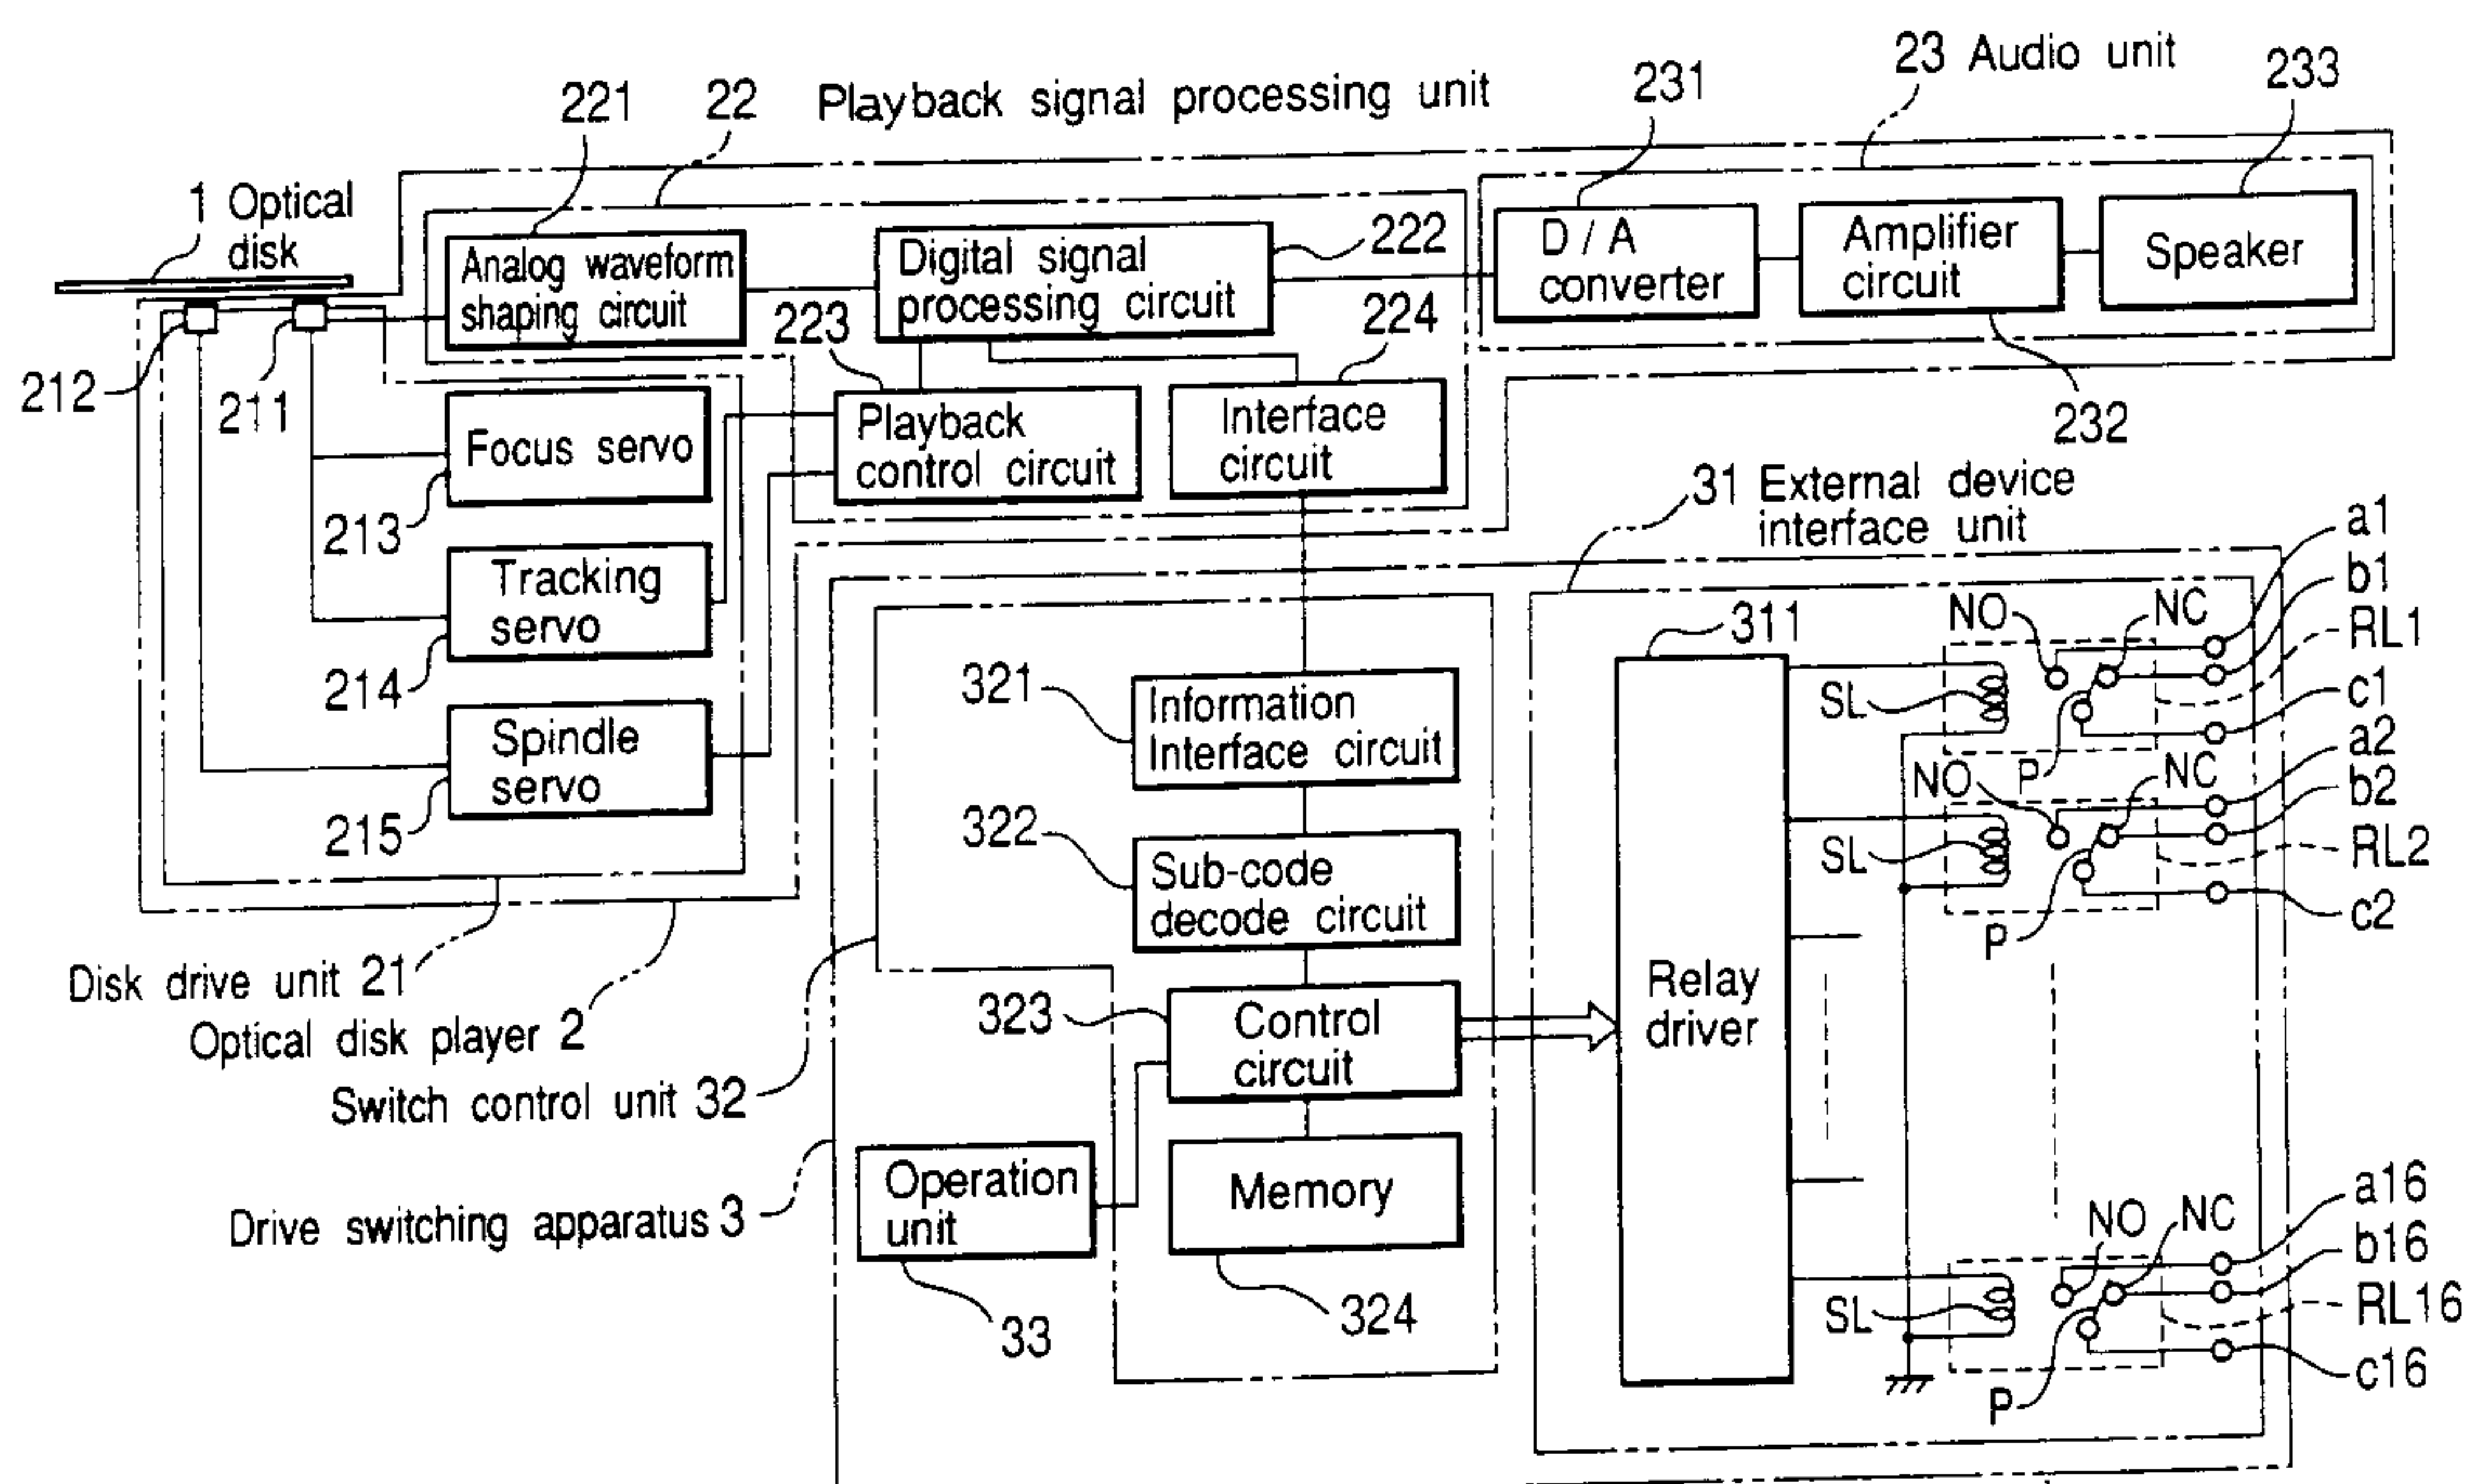 23 Audio unit
233
231
221
22 Playback signal processing unit
1 Optical
disk
Analog waveform
shaping circuit
Digital signal
processing circuit
222
D / A
converter
Amplifier
circuit
Speaker
223
224
212
211
232
Focus servo
Playback
control circuit
Interface
circuit
213
31 External device
interface unit
a1
b1
Tracking
servo
NO
NC
RL1
311
214
321
Information
Interface circuit
SL
c1
a2
Spindle
servo
P
NO
NC
b2
215
322
Sub-code
decode circuit
SL
RL2
c2
P
Disk drive unit 21
Optical disk player 2
323
Control
circuit
Relay
driver
Switch control unit 32
Operation
unit
Memory
a16
Drive switching apparatus 3
NO
NC
b16
33
324
SL
RL16
c16
P